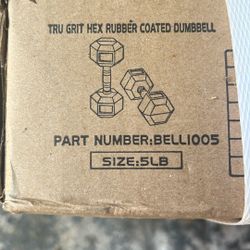 TRU GRIT HEX RUBBER COATED DUMBBELL
PART NUMBER:BELL1005
SIZE:5LB